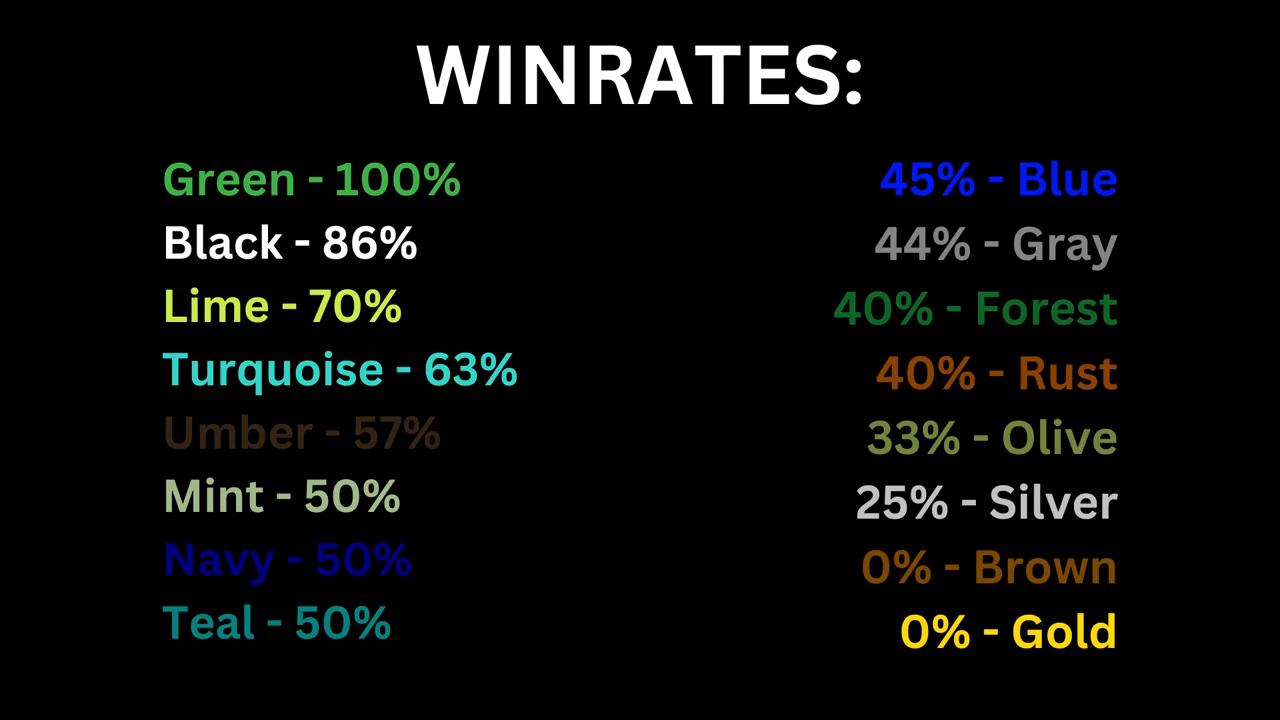 WINRATES:
Green - 100%
Black - 86%
Lime - 70%
Turquoise - 63%
Umber - 57%
Mint - 50%
Navy - 50%
Teal - 50%
45% - Blue
44% - Gray
40% - Forest
40% - Rust
33% - Olive
25% - Silver
0% - Brown
0% - Gold